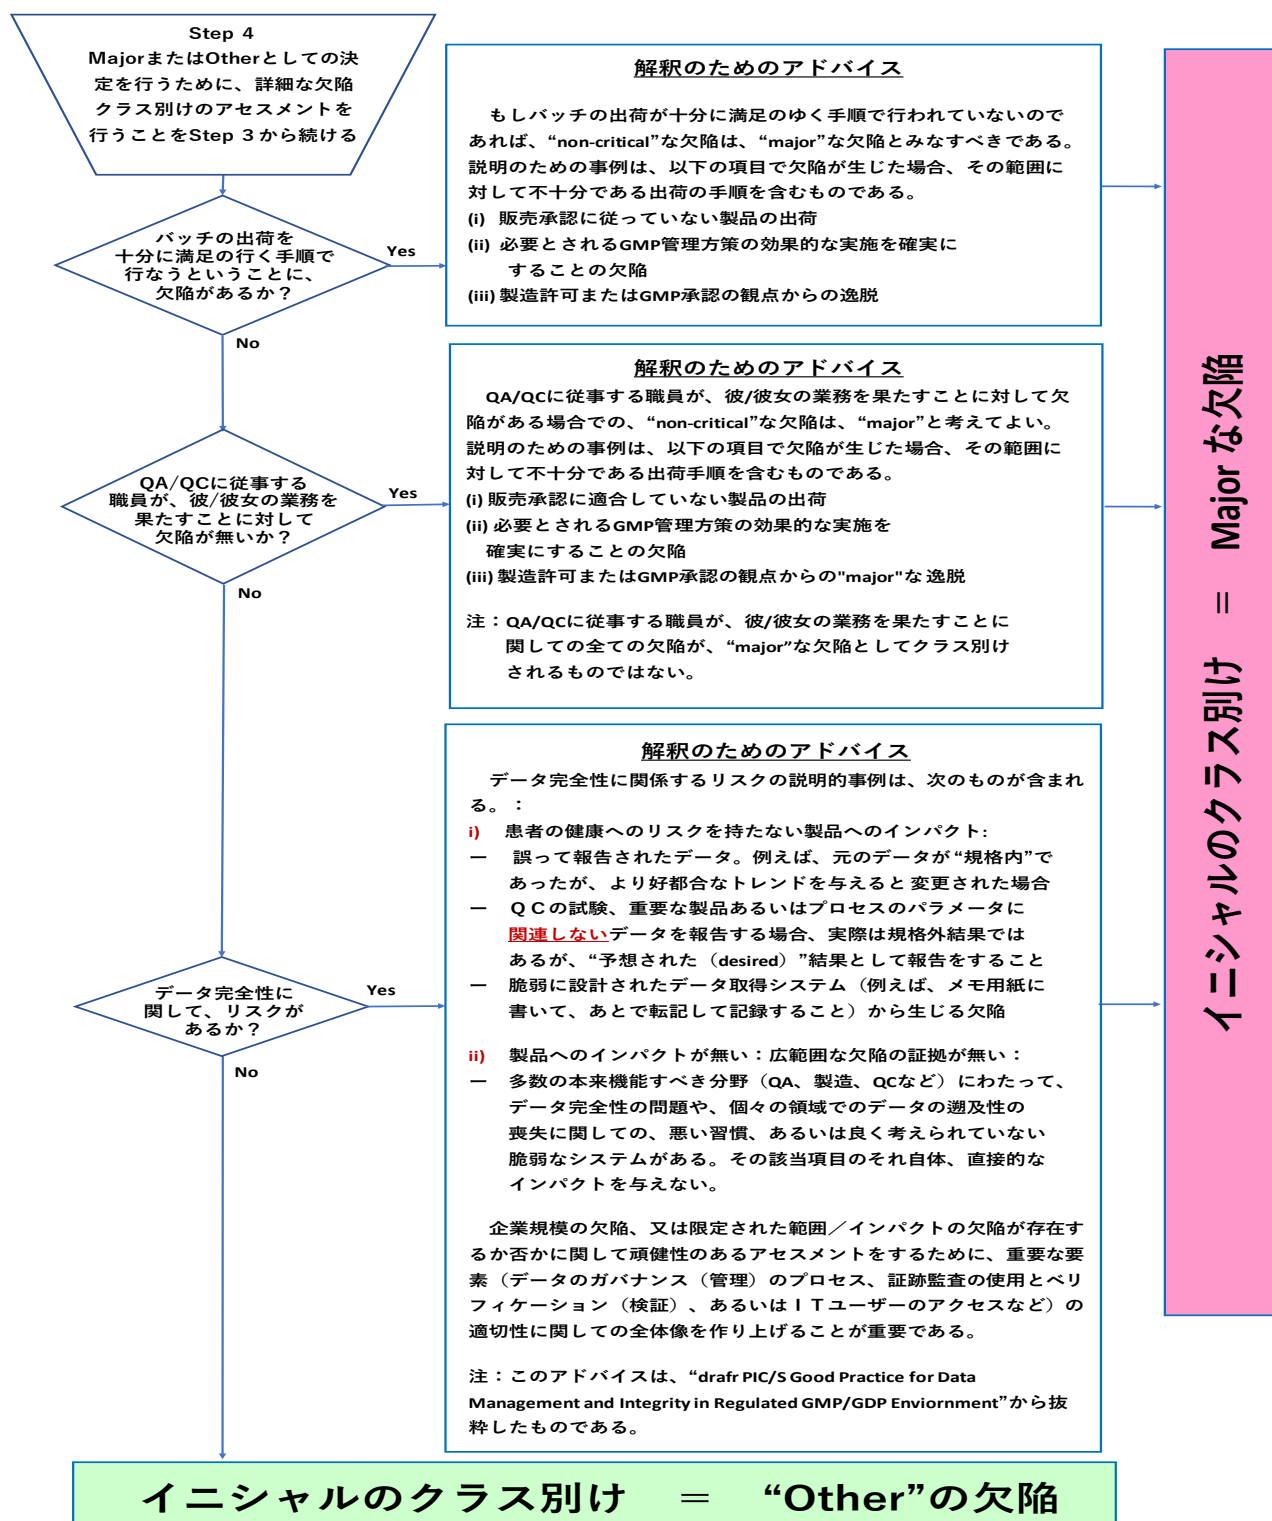 Step 4
MajorまたはOtherとしての決
定を行うために、詳細な欠陥
クラス別けのアセスメントを
行うことをStep 3 から続ける
バッチの出荷を
十分に満足の行く手順で
行なうということに、
欠陥があるか？
Yes
No
解釈のためのアドバイス
もしバッチの出荷が十分に満足のゆく手順で行われていないので
あれば、“non-critical”な欠陥は、“major”な欠陥とみなすべきである。
説明のための事例は、以下の項目で欠陥が生じた場合、その範囲に
対して不十分である出荷の手順を含むものである。
(i) 販売承認に従っていない製品の出荷
(ii) 必要とされるGMP管理方策の効果的な実施を確実に
することの欠陥
(iii) 製造許可またはGMP承認の観点からの逸脱
QA/QCに従事する
職員が、彼/彼女の業務を
果たすことに対して
欠陥が無いか？
Yes
No
解釈のためのアドバイス
QA/QCに従事する職員が、彼/彼女の業務を果たすことに対して欠
陥がある場合での、“non-critical”な欠陥は、“major”と考えてよい。
説明のための事例は、以下の項目で欠陥が生じた場合、その範囲に
対して不十分である出荷手順を含むものである。
(i) 販売承認に適合していない製品の出荷
(ii) 必要とされるGMP管理方策の効果的な実施を
確実にすることの欠陥
(iii) 製造許可またはGMP承認の観点からの"major"な 逸脱
注：QA/QCに従事する職員が、彼/彼女の業務を果たすことに
関しての全ての欠陥が、“major”な欠陥としてクラス別け
されるものではない。
データ完全性に
関して、リスクが
あるか？
Yes
No
解釈のためのアドバイス
データ完全性に関係するリスクの説明的事例は、次のものが含まれ
る。：
i) 患者の健康へのリスクを持たない製品へのインパクト:
ー 誤って報告されたデータ。例えば、元のデータが“規格内”で
あったが、より好都合なトレンドを与えると 変更された場合
ー ＱＣの試験、重要な製品あるいはプロセスのパラメータに
関連しないデータを報告する場合、実際は規格外結果では
あるが、“予想された（desired）”結果として報告をすること
ー 脆弱に設計されたデータ取得システム（例えば、メモ用紙に
書いて、あとで転記して記録すること）から生じる欠陥
ii) 製品へのインパクトが無い：広範囲な欠陥の証拠が無い：
ー 多数の本来機能すべき分野（QA、製造、QCなど）にわたって、
データ完全性の問題や、個々の領域でのデータの遡及性の
喪失に関しての、悪い習慣、あるいは良く考えられていない
脆弱なシステムがある。その該当項目のそれ自体、直接的な
インパクトを与えない。
企業規模の欠陥、又は限定された範囲／インパクトの欠陥が存在す
るか否かに関して頑健性のあるアセスメントをするために、重要な要
素（データのガバナンス（管理）のプロセス、証跡監査の使用とベリ
フィケーション（検証）、あるいはＩＴユーザーのアクセスなど）の
適切性に関しての全体像を作り上げることが重要である。
注：このアドバイスは、“drafr PIC/S Good Practice for Data
Management and Integrity in Regulated GMP/GDP Enviornment”から抜
粋したものである。
イニシャルのクラス別け ＝ Major な欠陥
イニシャルのクラス別け ＝ “Other”の欠陥